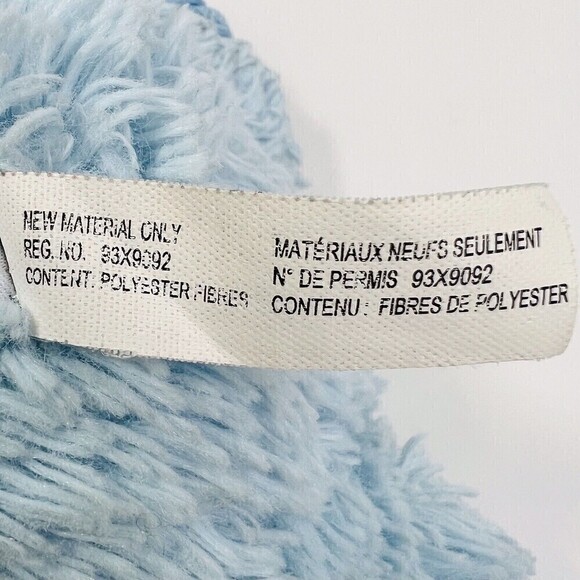 NEW MATERIAL ONLY
REG. NO. 93X9092
CONTENT: POLYESTER FIBRES
MATÉRIAUX NEUFS SEULEMENT
N° DE PERMIS 93X9092
CONTENU: FIBRES DE POLYESTER